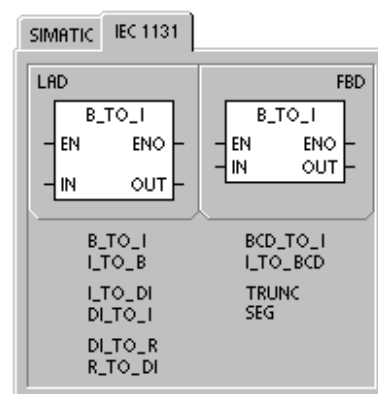 SIMATIC IEC 1131
LAD FBD
B_TO_I B_TO_I
EN ENO EN ENO
IN OUT IN OUT
B_TO_I BCD_TO_I
I_TO_B I_TO_BCD
I_TO_DI TRUNC
DI_TO_I SEG
DI_TO_R
R_TO_DI